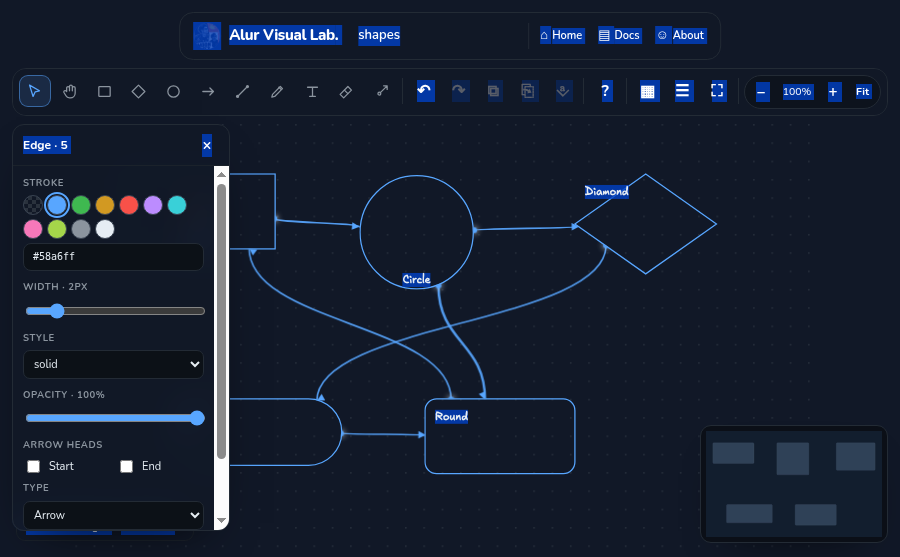 Alur Visual Lab. shapes
Home Docs About
? − 100% + Fit
Edge · 5 ×
STROKE
#58a6ff
WIDTH · 2PX
STYLE
solid
OPACITY · 100%
ARROW HEADS
Start End
TYPE
Arrow
Diamond
Circle
Round